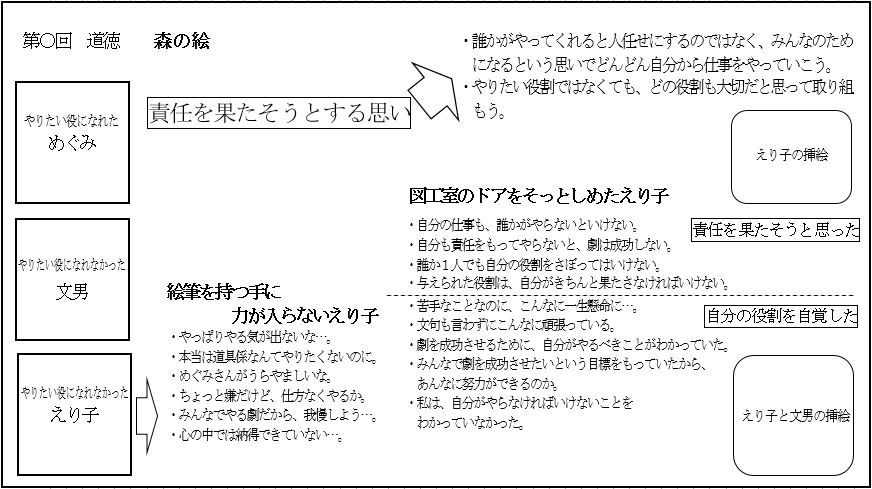 第〇回　道徳　　森の絵
・誰かがやってくれると人任せにするのではなく、みんなのため
になるという思いでどんどん自分から仕事をやっていこう。
・やりたい役割ではなくても、どの役割も大切だと思って取り組
もう。
責任を果たそうとする思い
やりたい役になれた
めぐみ
えり子の挿絵
図工室のドアをそっとしめたえり子
・自分の仕事も、誰かがやらないといけない。
・自分も責任をもってやらないと、劇は成功しない。
・誰か１人でも自分の役割をさぼってはいけない。
・与えられた役割は、自分がきちんと果たさなければいけない。
責任を果たそうと思った
やりたい役になれなかった
文男
絵筆を持つ手に
力が入らないえり子
・やっぱりやる気が出ないな…。
・本当は道具係なんてやりたくないのに。
・めぐみさんがうらやましいな。
・ちょっと嫌だけど、仕方なくやるか。
・みんなでやる劇だから、我慢しよう…。
・心の中では納得できていない…。
・苦手なことなのに、こんなに一生懸命に…。
・文句も言わずにこんなに頑張っている。
・劇を成功させるために、自分がやるべきことがわかっていた。
・みんなで劇を成功させたいという目標をもっていたから、
あんなに努力ができるのか。
・私は、自分がやらなければいけないことを
わかっていなかった。
自分の役割を自覚した
やりたい役になれなかった
えり子
えり子と文男の挿絵